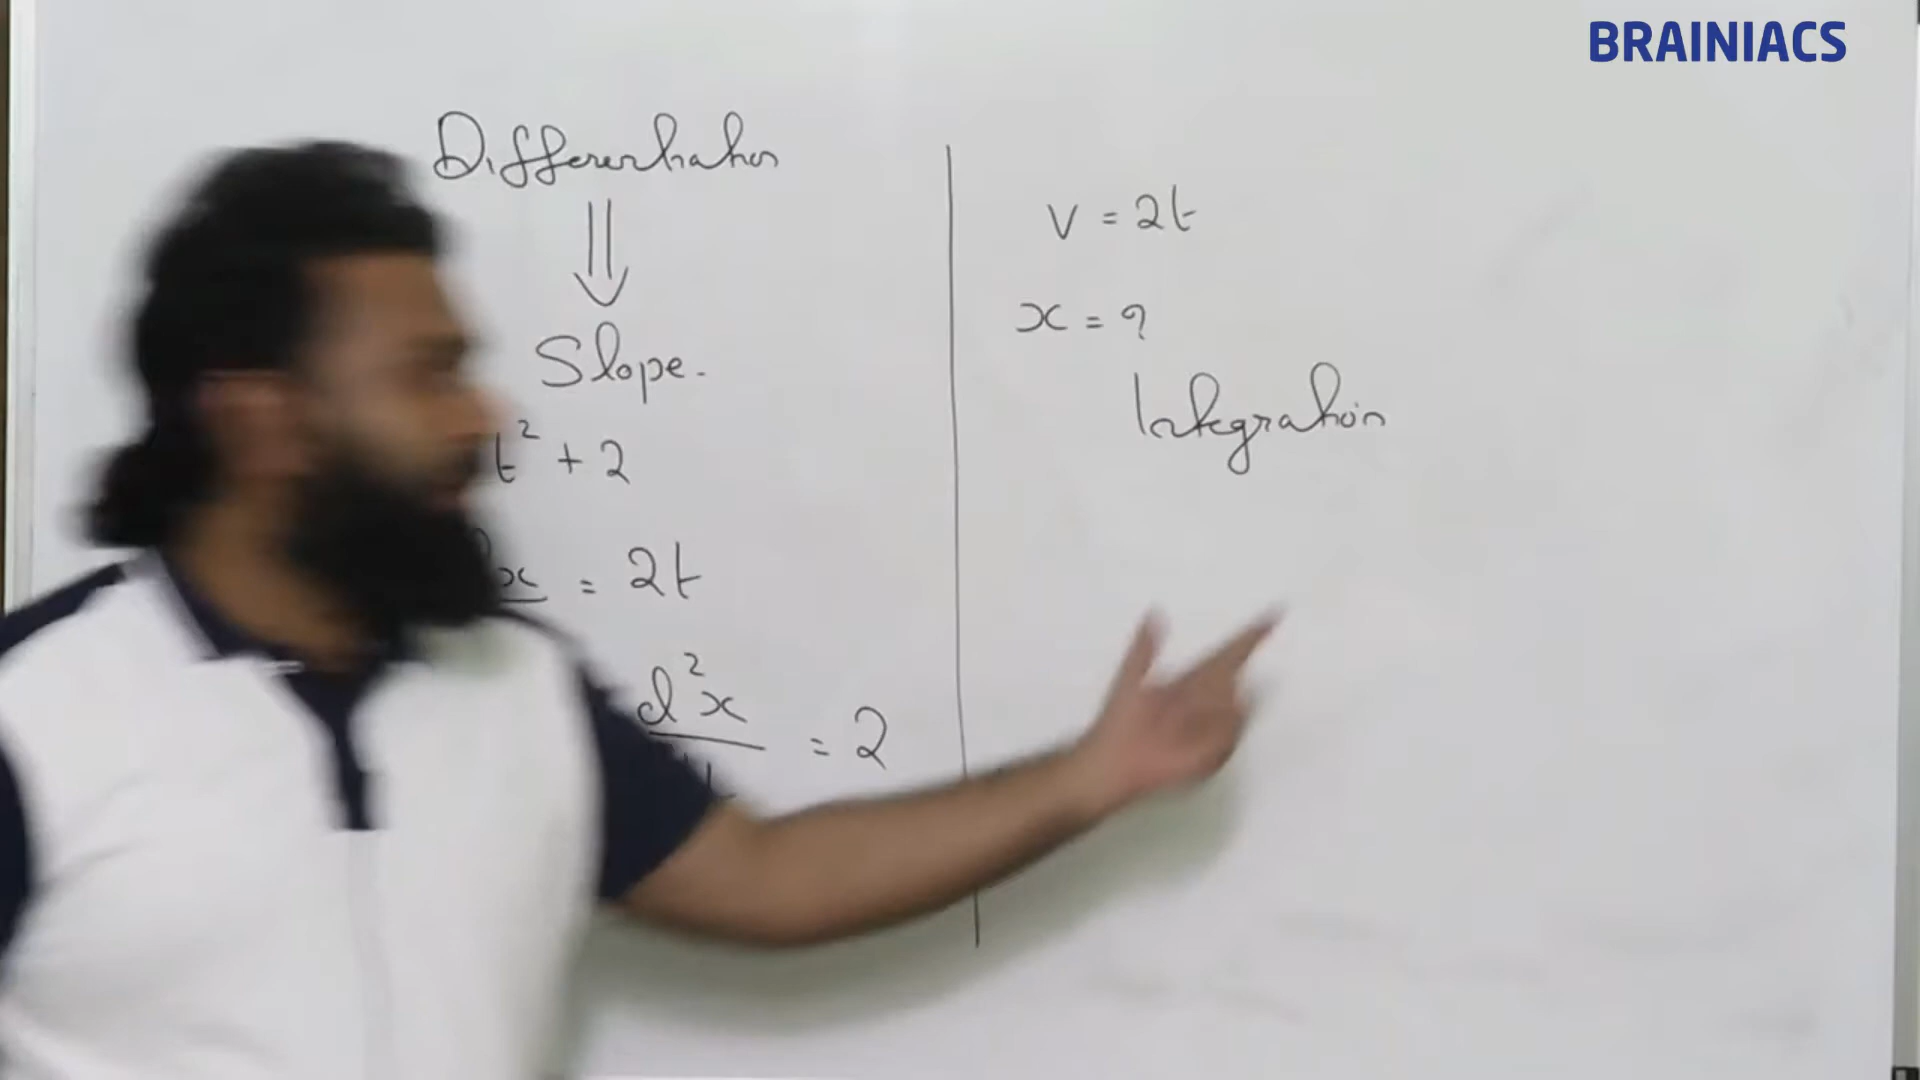 BRAINIACS
Differentiation
Slope.
t² + 2
x = 2t
d²x = 2
V = 2t
x = ?
Integration